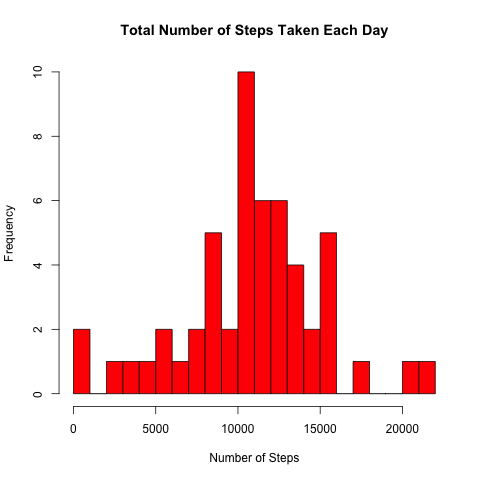 Total Number of Steps Taken Each Day
Frequency
10
8
6
4
2
0
0 5000 10000 15000 20000
Number of Steps